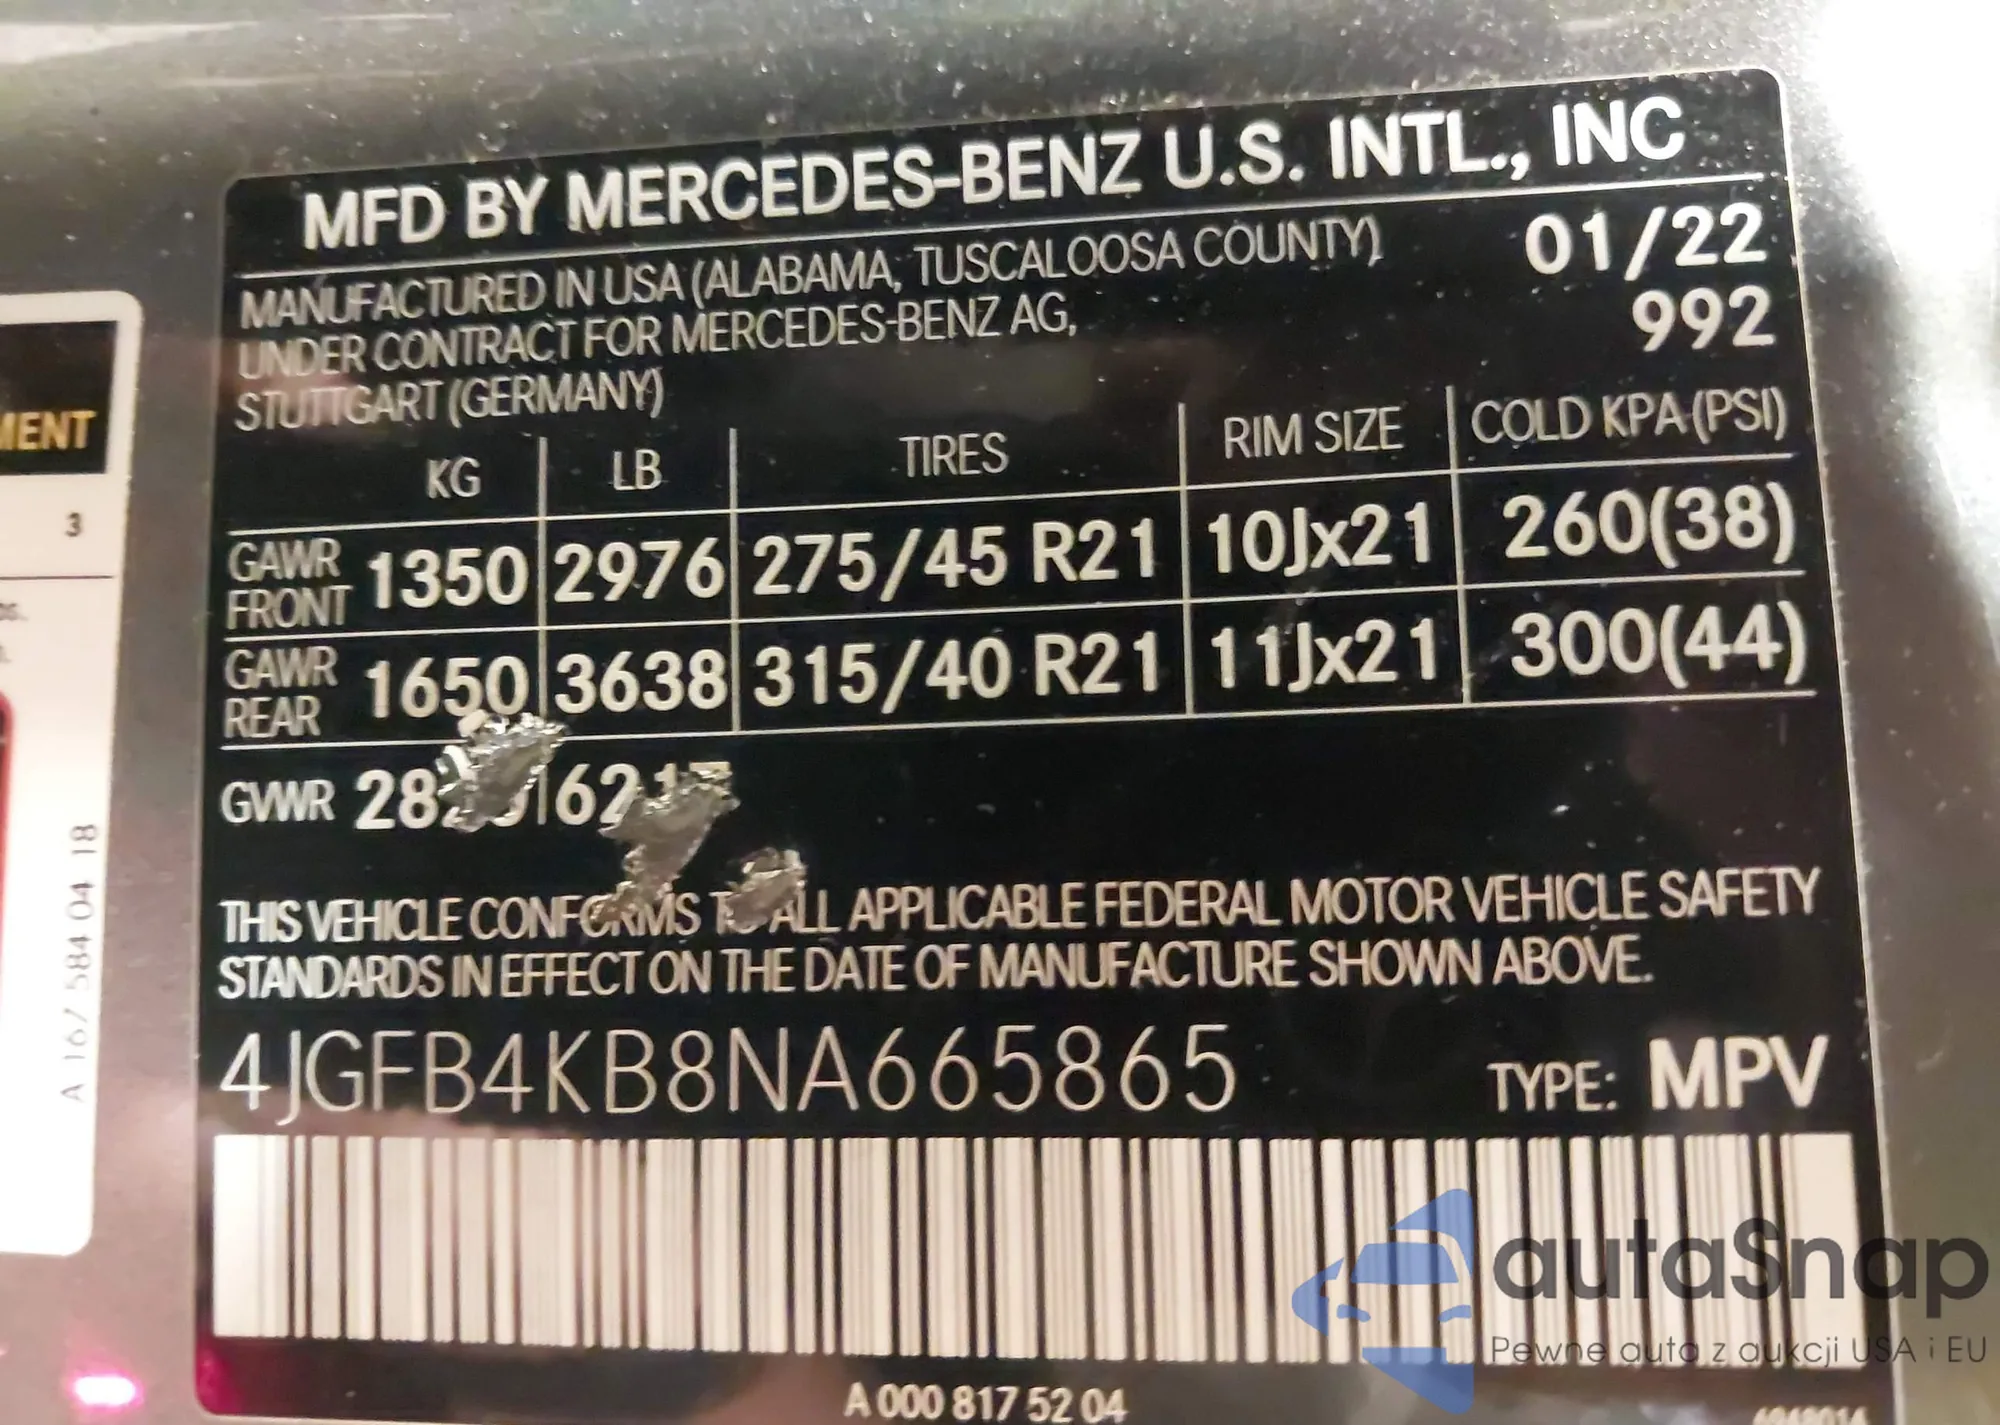 MFD BY MERCEDES-BENZ U.S. INTL., INC
MANUFACTURED IN USA (ALABAMA, TUSCALOOSA COUNTY) 01/22
UNDER CONTRACT FOR MERCEDES-BENZ AG, 992
STUTTGART (GERMANY)
KG LB TIRES RIM SIZE COLD KPA (PSI)
GAWR FRONT 1350 2976 275/45 R21 10Jx21 260(38)
GAWR REAR 1650 3638 315/40 R21 11Jx21 300(44)
GVWR
THIS VEHICLE CONFORMS TO ALL APPLICABLE FEDERAL MOTOR VEHICLE SAFETY
STANDARDS IN EFFECT ON THE DATE OF MANUFACTURE SHOWN ABOVE.
4JGFB4KB8NA665865 TYPE: MPV
A 000 817 52 04
MENT
3
A 167 584 04 18
autaSnap
Pewne auta z aukcji USA i EU